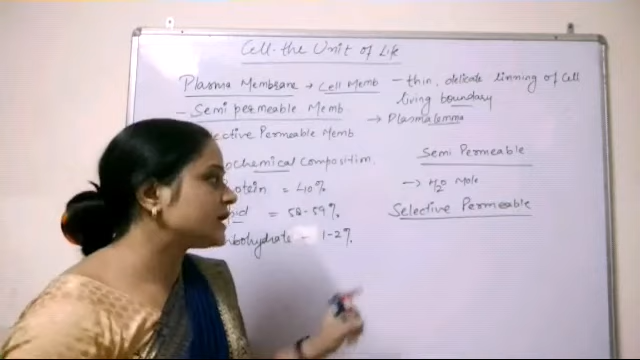 Cell-the Unit of Life
Plasma Membrane → Cell Memb - thin, delicate linning of Cell
living boundary
- Semi permeable Memb
→ Plasmalemma
ective Permeable Memb
ochemical Composition.
otein = 40%
id = 58-59%
bohydrate - 1-2%
Semi Permeable
→ H₂O Mole
Selective Permeable